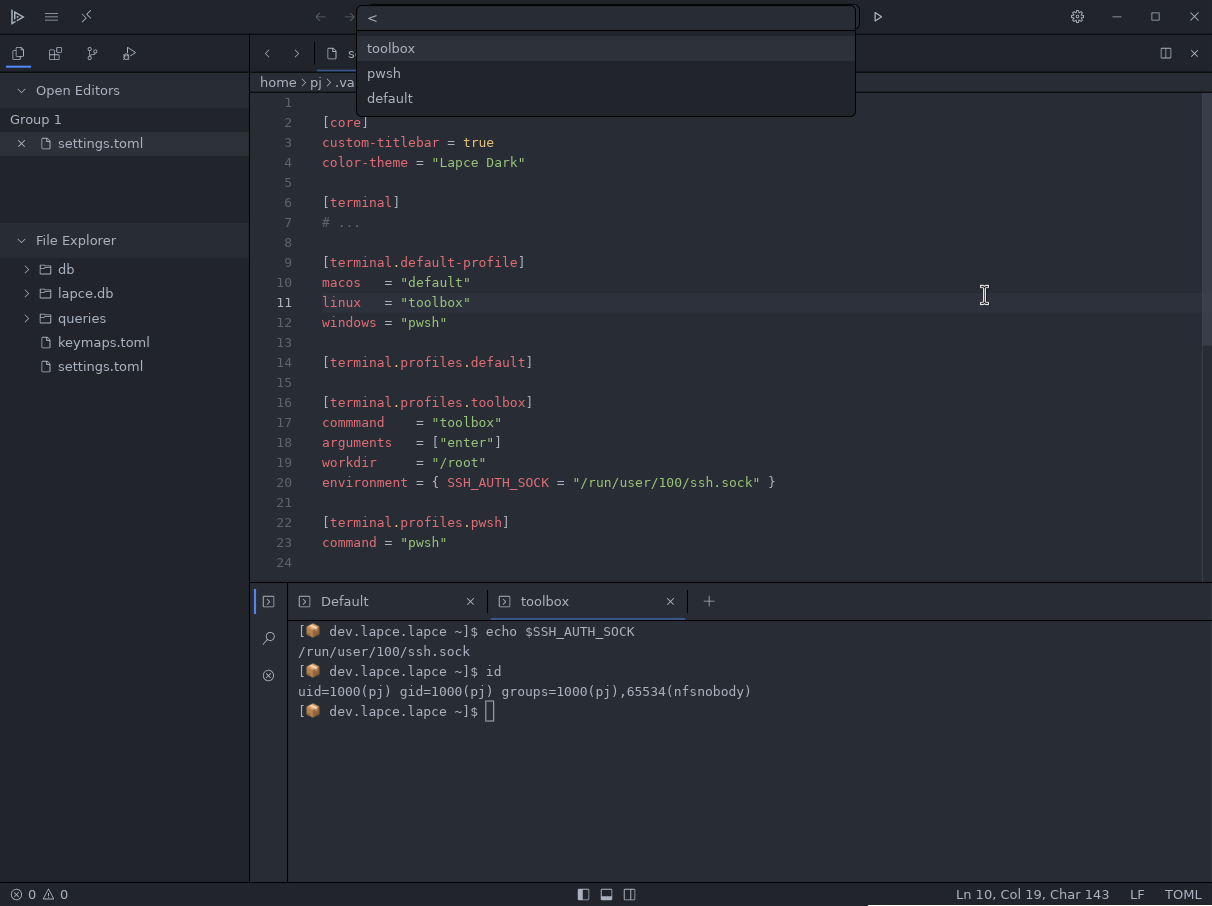 <
toolbox
pwsh
default
Open Editors
Group 1
settings.toml
File Explorer
db
lapce.db
queries
keymaps.toml
settings.toml
home > pj > .va
1
2 [core]
3 custom-titlebar = true
4 color-theme = "Lapce Dark"
5
6 [terminal]
7 # ...
8
9 [terminal.default-profile]
10 macos   = "default"
11 linux   = "toolbox"
12 windows = "pwsh"
13
14 [terminal.profiles.default]
15
16 [terminal.profiles.toolbox]
17 commmand    = "toolbox"
18 arguments   = ["enter"]
19 workdir     = "/root"
20 environment = { SSH_AUTH_SOCK = "/run/user/100/ssh.sock" }
21
22 [terminal.profiles.pwsh]
23 command = "pwsh"
24
Default toolbox
[📦 dev.lapce.lapce ~]$ echo $SSH_AUTH_SOCK
/run/user/100/ssh.sock
[📦 dev.lapce.lapce ~]$ id
uid=1000(pj) gid=1000(pj) groups=1000(pj),65534(nfsnobody)
[📦 dev.lapce.lapce ~]$
0 0 Ln 10, Col 19, Char 143 LF TOML